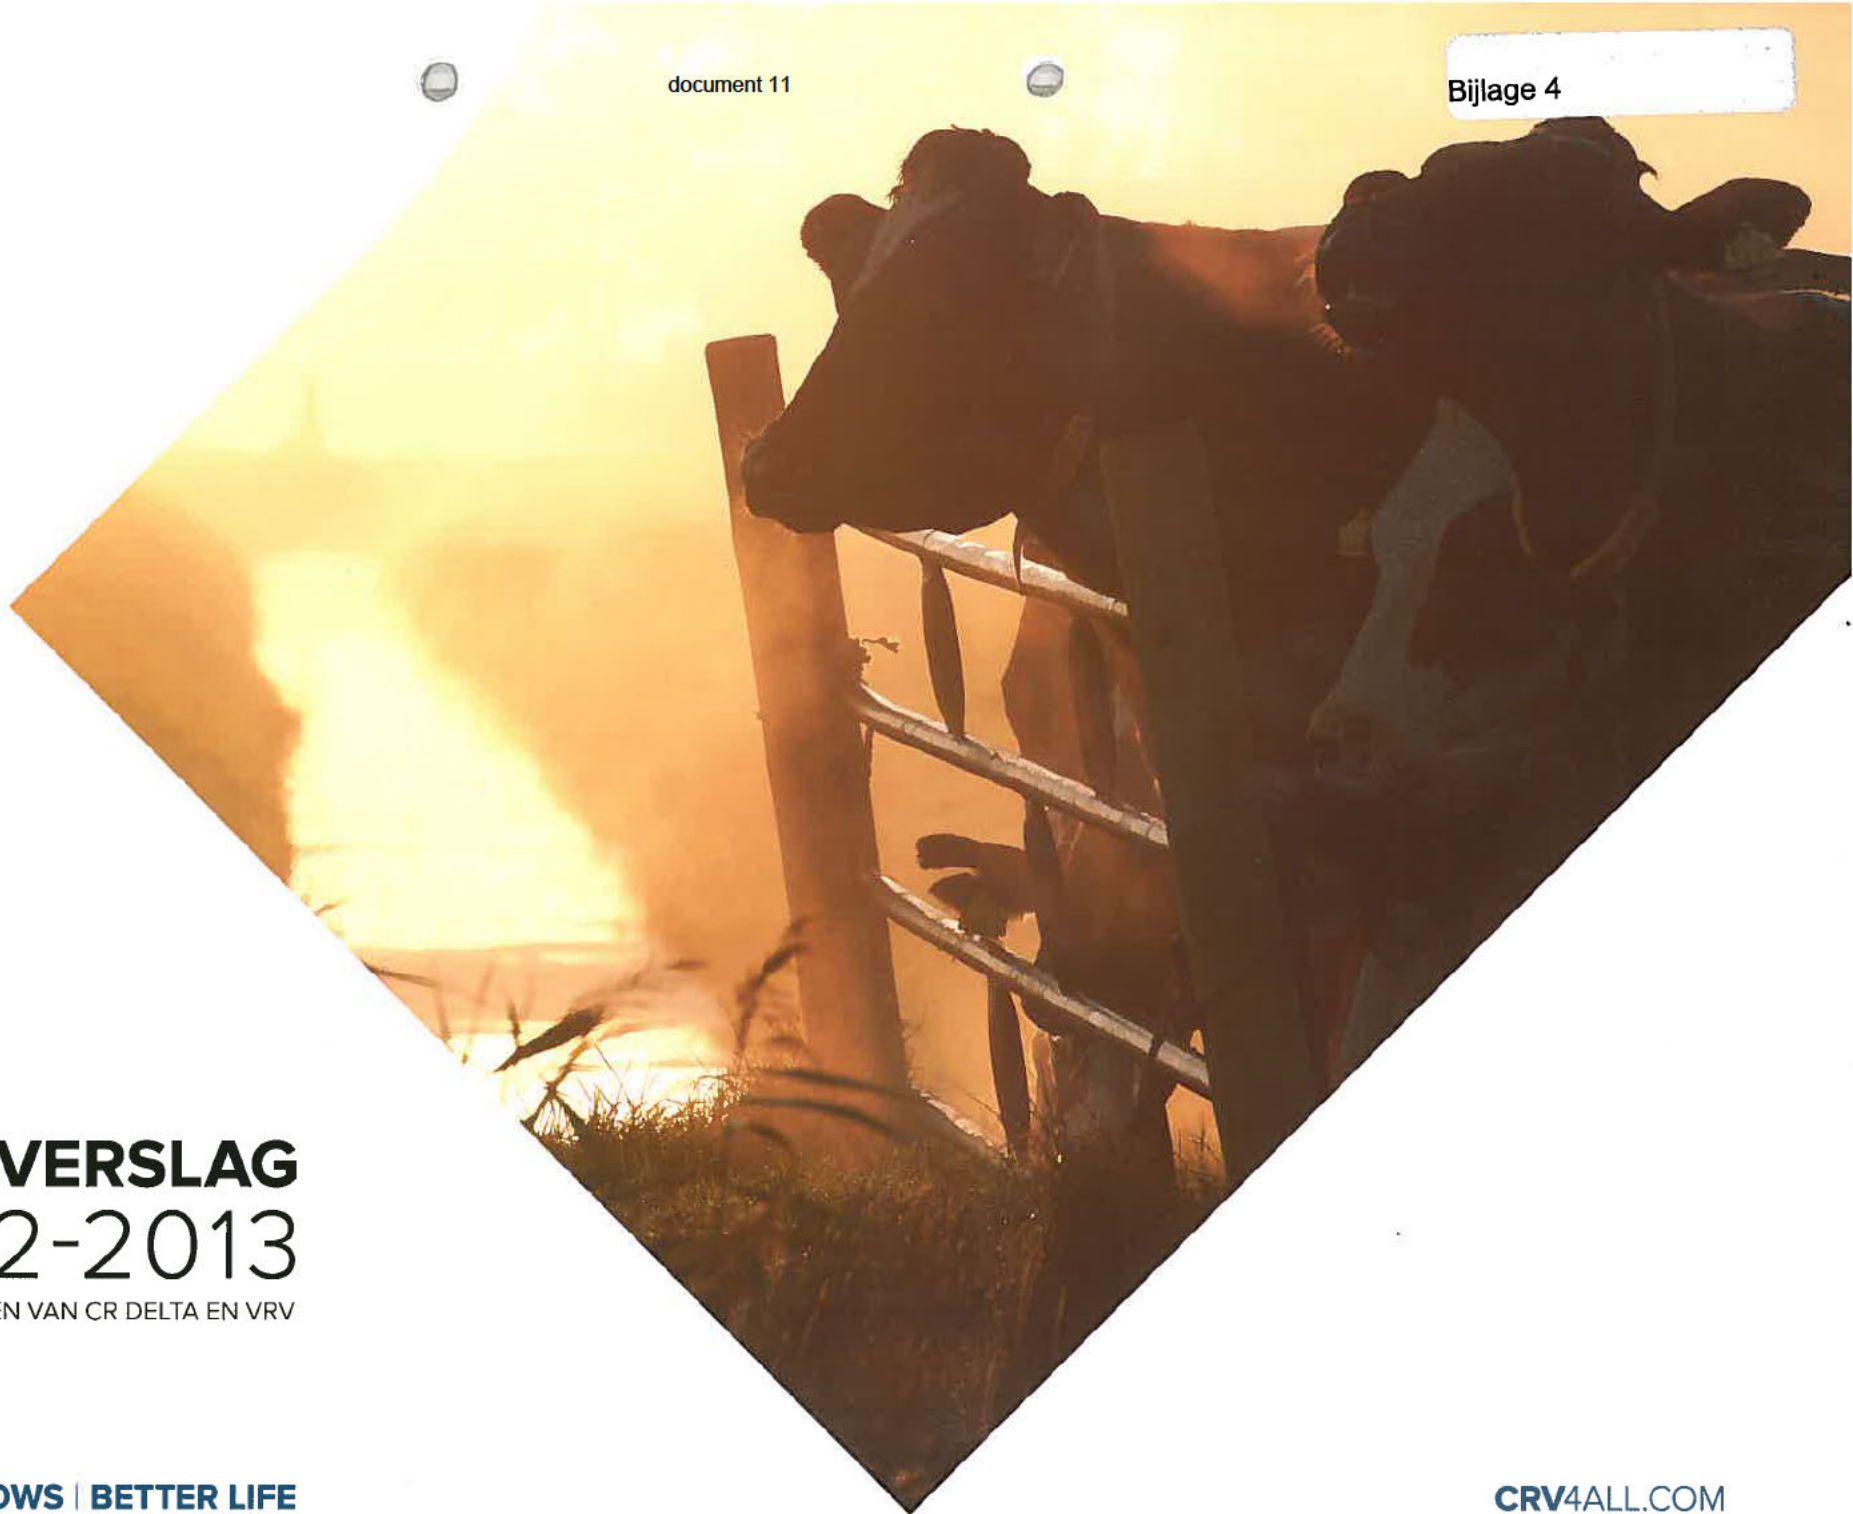 document 11
Bijlage 4
VERSLAG
2-2013
EN VAN CR DELTA EN VRV
OWS | BETTER LIFE
CRV4ALL.COM